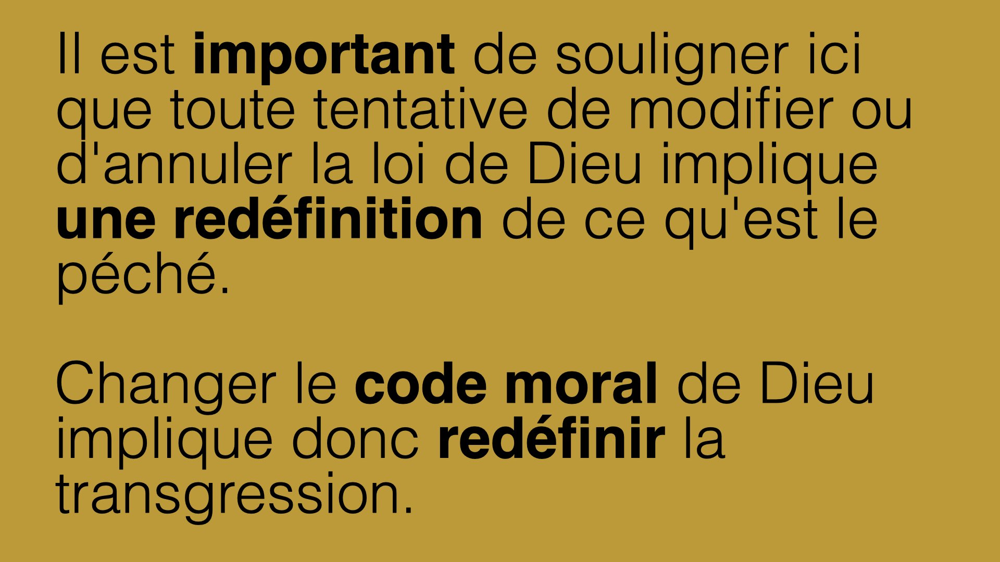 Il est important de souligner ici
que toute tentative de modifier ou
d'annuler la loi de Dieu implique
une redéfinition de ce qu'est le
péché.
Changer le code moral de Dieu
implique donc redéfinir la
transgression.